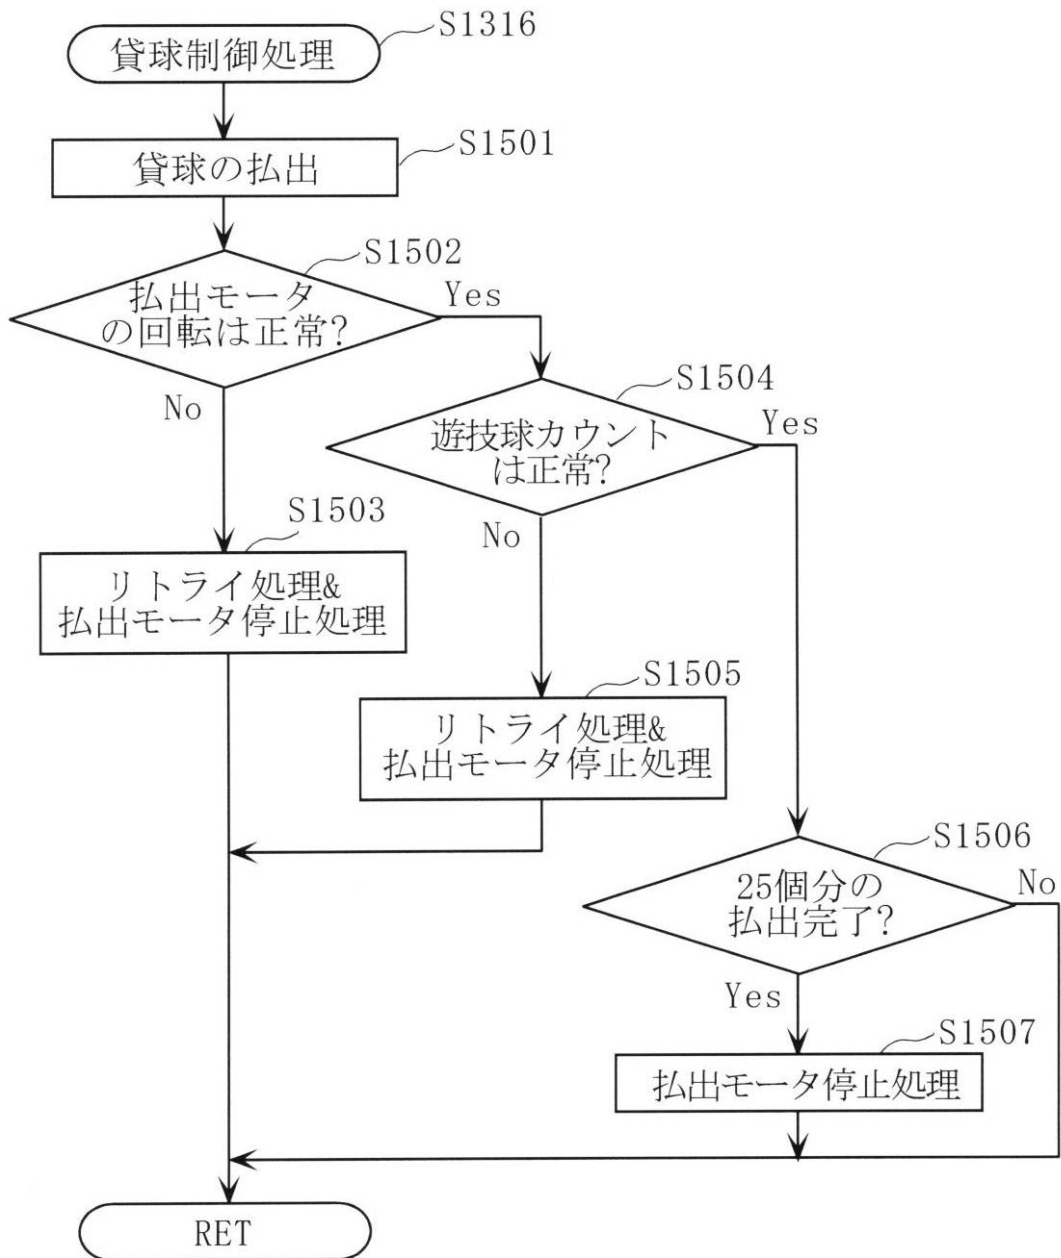 S1316
貸球制御処理
S1501
貸球の払出
S1502
払出モータ
の回転は正常?
Yes
No
S1504
遊技球カウント
は正常?
Yes
No
S1503
リトライ処理&
払出モータ停止処理
S1505
リトライ処理&
払出モータ停止処理
S1506
25個分の
払出完了?
No
Yes
S1507
払出モータ停止処理
RET